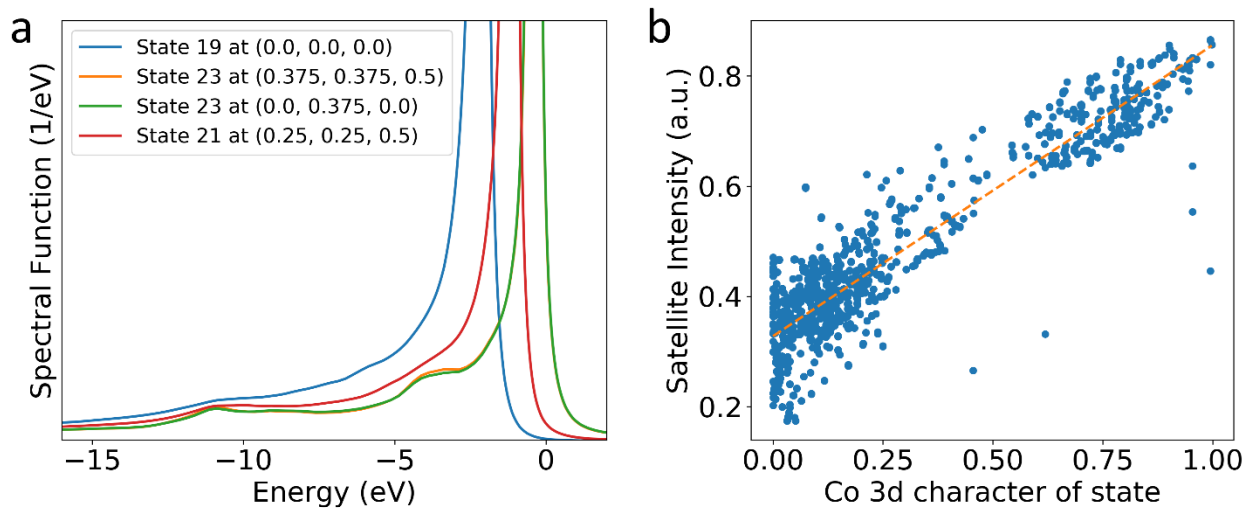 a
State 19 at (0.0, 0.0, 0.0)
State 23 at (0.375, 0.375, 0.5)
State 23 at (0.0, 0.375, 0.0)
State 21 at (0.25, 0.25, 0.5)
Spectral Function (1/eV)
−15
−10
−5
0
Energy (eV)
b
Satellite Intensity (a.u.)
0.8
0.6
0.4
0.2
0.00
0.25
0.50
0.75
1.00
Co 3d character of state